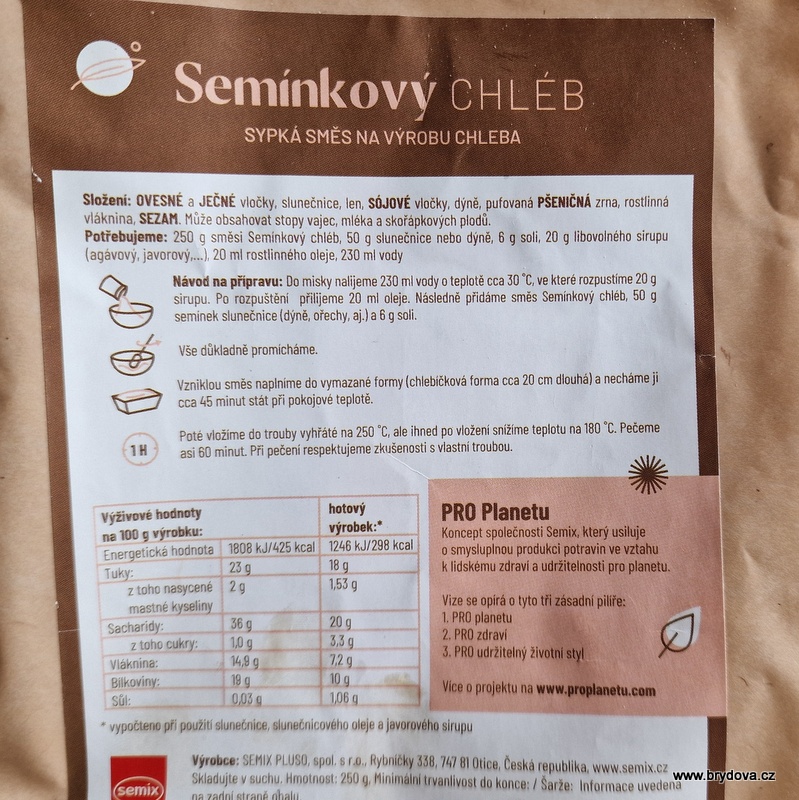 Semínkový CHLÉB
SYPKÁ SMĚS NA VÝROBU CHLEBA
Složení: OVESNÉ a JEČNÉ vločky, slunečnice, len, SÓJOVÉ vločky, dýně, pufovaná PŠENIČNÁ zrna, rostlinná
vláknina, SEZAM. Může obsahovat stopy vajec, mléka a skořápkových plodů.
Potřebujeme: 250 g směsi Semínkový chléb, 50 g slunečnice nebo dýně, 6 g soli, 20 g libovolného sirupu
(agávový, javorový,...), 20 ml rostlinného oleje, 230 ml vody
Návod na přípravu: Do misky nalijeme 230 ml vody o teplotě cca 30 °C, ve které rozpustíme 20 g
sirupu. Po rozpuštění přilijeme 20 ml oleje. Následně přidáme směs Semínkový chléb, 50 g
semínek slunečnice (dýně, ořechy, aj.) a 6 g soli.
Vše důkladně promícháme.
Vzniklou směs naplníme do vymazané formy (chlebíčková forma cca 20 cm dlouhá) a necháme ji
cca 45 minut stát při pokojové teplotě.
1 H
Poté vložíme do trouby vyhřáté na 250 °C, ale ihned po vložení snížíme teplotu na 180 °C. Pečeme
asi 60 minut. Při pečení respektujeme zkušenosti s vlastní troubou.
Výživové hodnoty
na 100 g výrobku:
hotový
výrobek:*
Energetická hodnota 1808 kJ/425 kcal 1246 kJ/298 kcal
Tuky: 23 g 18 g
z toho nasycené
mastné kyseliny 2 g 1,53 g
Sacharidy: 36 g 20 g
z toho cukry: 1,0 g 3,3 g
Vláknina: 14,9 g 7,2 g
Bílkoviny: 18 g 10 g
Sůl: 0,03 g 1,06 g
* vypočteno při použití slunečnice, slunečnicového oleje a javorového sirupu
PRO Planetu
Koncept společnosti Semix, který usiluje
o smysluplnou produkci potravin ve vztahu
k lidskému zdraví a udržitelnosti pro planetu.
Vize se opírá o tyto tři zásadní pilíře:
1. PRO planetu
2. PRO zdraví
3. PRO udržitelný životní styl
Více o projektu na www.proplanetu.com
semix
Výrobce: SEMIX PLUSO, spol. s r.o., Rybníčky 338, 747 81 Otice, Česká republika, www.semix.cz
Skladujte v suchu. Hmotnost: 250 g, Minimální trvanlivost do konce: / Šarže: Informace uvedena
na zadní straně obalu.
www.brydova.cz